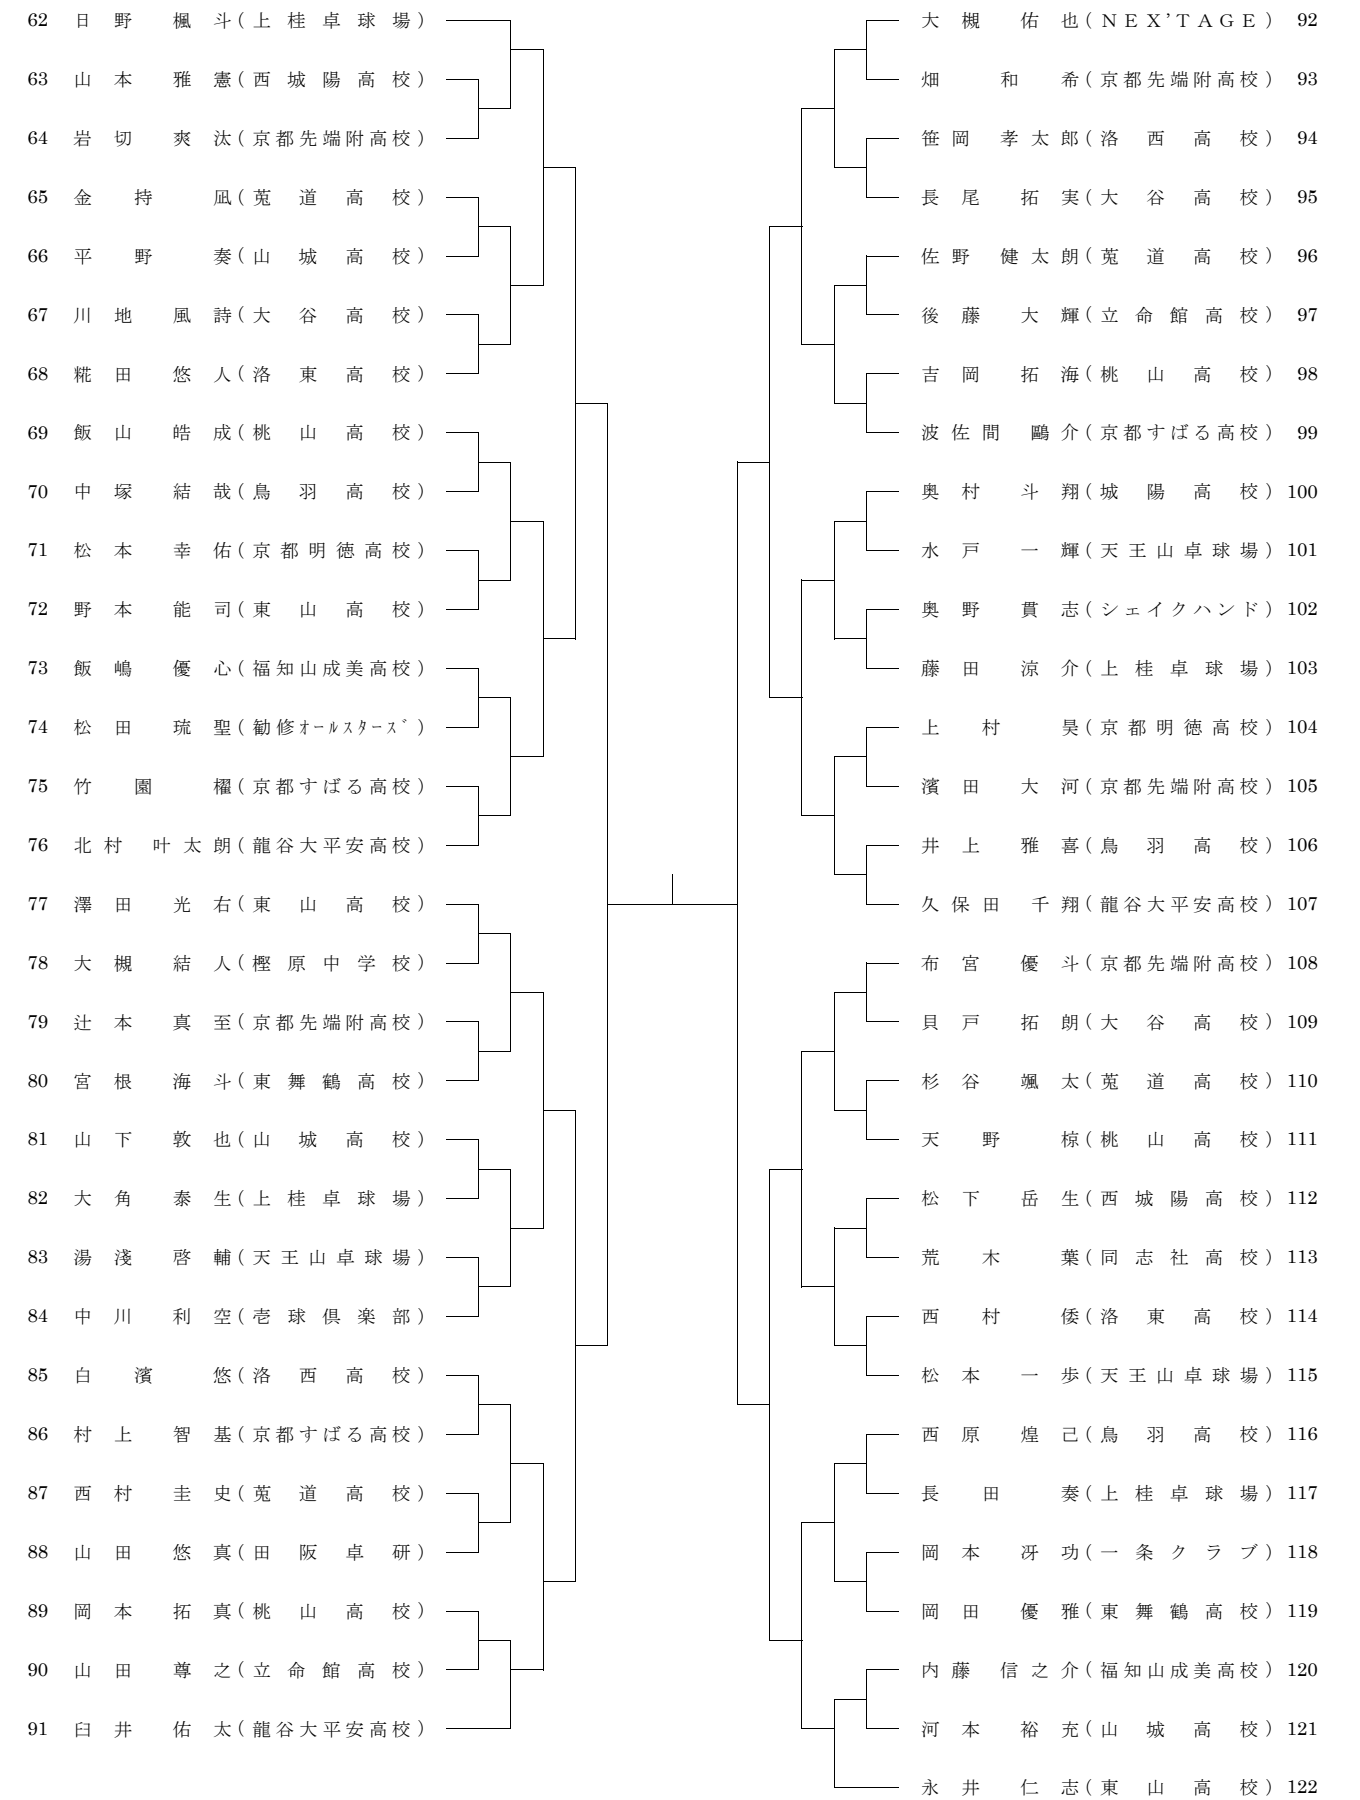 62 日野 楓斗(上桂卓球場)
63 山本 雅憲(西城陽高校)
64 岩切 爽汰(京都先端附高校)
65 金持 凪(莵道高校)
66 平野 奏(山城高校)
67 川地 風詩(大谷高校)
68 糀田 悠人(洛東高校)
69 飯山 皓成(桃山高校)
70 中塚 結哉(鳥羽高校)
71 松本 幸佑(京都明徳高校)
72 野本 能司(東山高校)
73 飯嶋 優心(福知山成美高校)
74 松田 琉聖(勧修ｵｰﾙｽﾀｰｽﾞ)
75 竹園 櫂(京都すばる高校)
76 北村 叶太朗(龍谷大平安高校)
77 澤田 光右(東山高校)
78 大槻 結人(樫原中学校)
79 辻本 真至(京都先端附高校)
80 宮根 海斗(東舞鶴高校)
81 山下 敦也(山城高校)
82 大角 泰生(上桂卓球場)
83 湯淺 啓輔(天王山卓球場)
84 中川 利空(壱球倶楽部)
85 白濱 悠(洛西高校)
86 村上 智基(京都すばる高校)
87 西村 圭史(莵道高校)
88 山田 悠真(田阪卓研)
89 岡本 拓真(桃山高校)
90 山田 尊之(立命館高校)
91 臼井 佑太(龍谷大平安高校)
大槻 佑也(NEX'TAGE) 92
畑 和希(京都先端附高校) 93
笹岡 孝太郎(洛西高校) 94
長尾 拓実(大谷高校) 95
佐野 健太朗(莵道高校) 96
後藤 大輝(立命館高校) 97
吉岡 拓海(桃山高校) 98
波佐間 鷗介(京都すばる高校) 99
奥村 斗翔(城陽高校) 100
水戸 一輝(天王山卓球場) 101
奥野 貫志(シェイクハンド) 102
藤田 涼介(上桂卓球場) 103
上村 昊(京都明徳高校) 104
濱田 大河(京都先端附高校) 105
井上 雅喜(鳥羽高校) 106
久保田 千翔(龍谷大平安高校) 107
布宮 優斗(京都先端附高校) 108
貝戸 拓朗(大谷高校) 109
杉谷 颯太(莵道高校) 110
天野 椋(桃山高校) 111
松下 岳生(西城陽高校) 112
荒木 葉(同志社高校) 113
西村 倭(洛東高校) 114
松本 一歩(天王山卓球場) 115
西原 煌己(鳥羽高校) 116
長田 奏(上桂卓球場) 117
岡本 冴功(一条クラブ) 118
岡田 優雅(東舞鶴高校) 119
内藤 信之介(福知山成美高校) 120
河本 裕充(山城高校) 121
永井 仁志(東山高校) 122